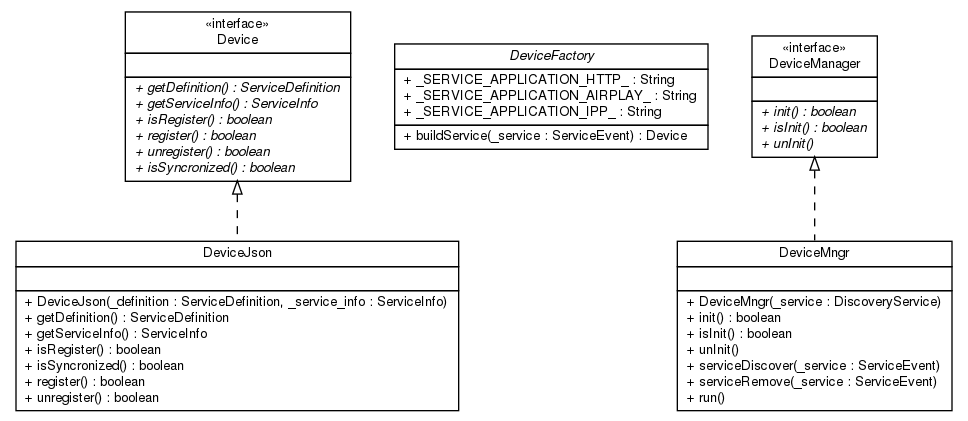 «interface»
Device
+ getDefinition() : ServiceDefinition
+ getServiceInfo() : ServiceInfo
+ isRegister() : boolean
+ register() : boolean
+ unregister() : boolean
+ isSyncronized() : boolean
DeviceFactory
+ _SERVICE_APPLICATION_HTTP_ : String
+ _SERVICE_APPLICATION_AIRPLAY_ : String
+ _SERVICE_APPLICATION_IPP_ : String
+ buildService(_service : ServiceEvent) : Device
«interface»
DeviceManager
+ init() : boolean
+ isInit() : boolean
+ unInit()
DeviceJson
+ DeviceJson(_definition : ServiceDefinition, _service_info : ServiceInfo)
+ getDefinition() : ServiceDefinition
+ getServiceInfo() : ServiceInfo
+ isRegister() : boolean
+ isSyncronized() : boolean
+ register() : boolean
+ unregister() : boolean
DeviceMngr
+ DeviceMngr(_service : DiscoveryService)
+ init() : boolean
+ isInit() : boolean
+ unInit()
+ serviceDiscover(_service : ServiceEvent)
+ serviceRemove(_service : ServiceEvent)
+ run()